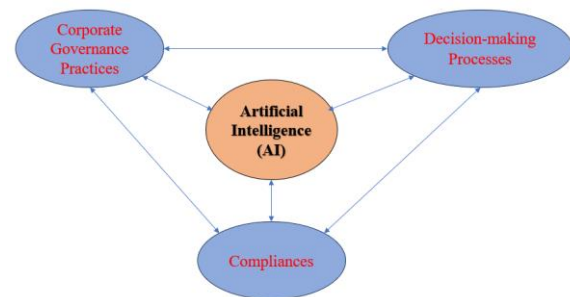 Corporate
Governance
Practices
Decision-making
Processes
Artificial
Intelligence
(AI)
Compliances